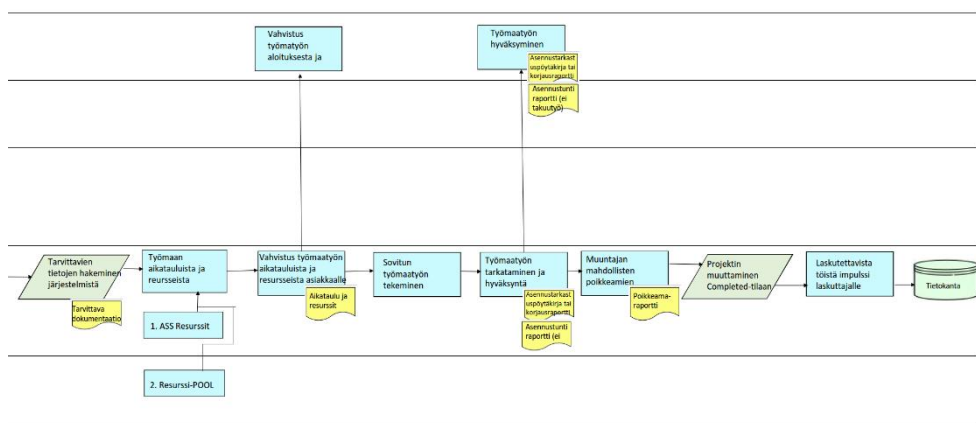 Vahvistus
työmatyön
aloituksesta ja
Työmaatyön
hyväksyminen
Asennustarkast
uspöytäkirja tai
korjausraportti
Asennustunti
raportti (ei
takuutyö)
Tarvittavien
tietojen hakeminen
järjestelmistä
Tarvittava
dokumentaatio
Työmaan
aikatauluista ja
reursseista
1. ASS Resurssit
2. Resurssi-POOL
Vahvistus työmaatyön
aikatauluista ja
resursseista asiakkaalle
Aikataulu ja
resurssit
Sovitun
työmaatyön
tekeminen
Työmaatyön
tarkataminen ja
hyväksyntä
Asennustarkast
uspöytäkirja tai
korjausraportti
Asennustunti
raportti (ei
Muuntajan
mahdollisten
poikkeamien
Poikkeama-
raportti
Projektin
muuttaminen
Completed-tilaan
Laskutettavista
töistä impulssi
laskuttajalle
Tietokanta